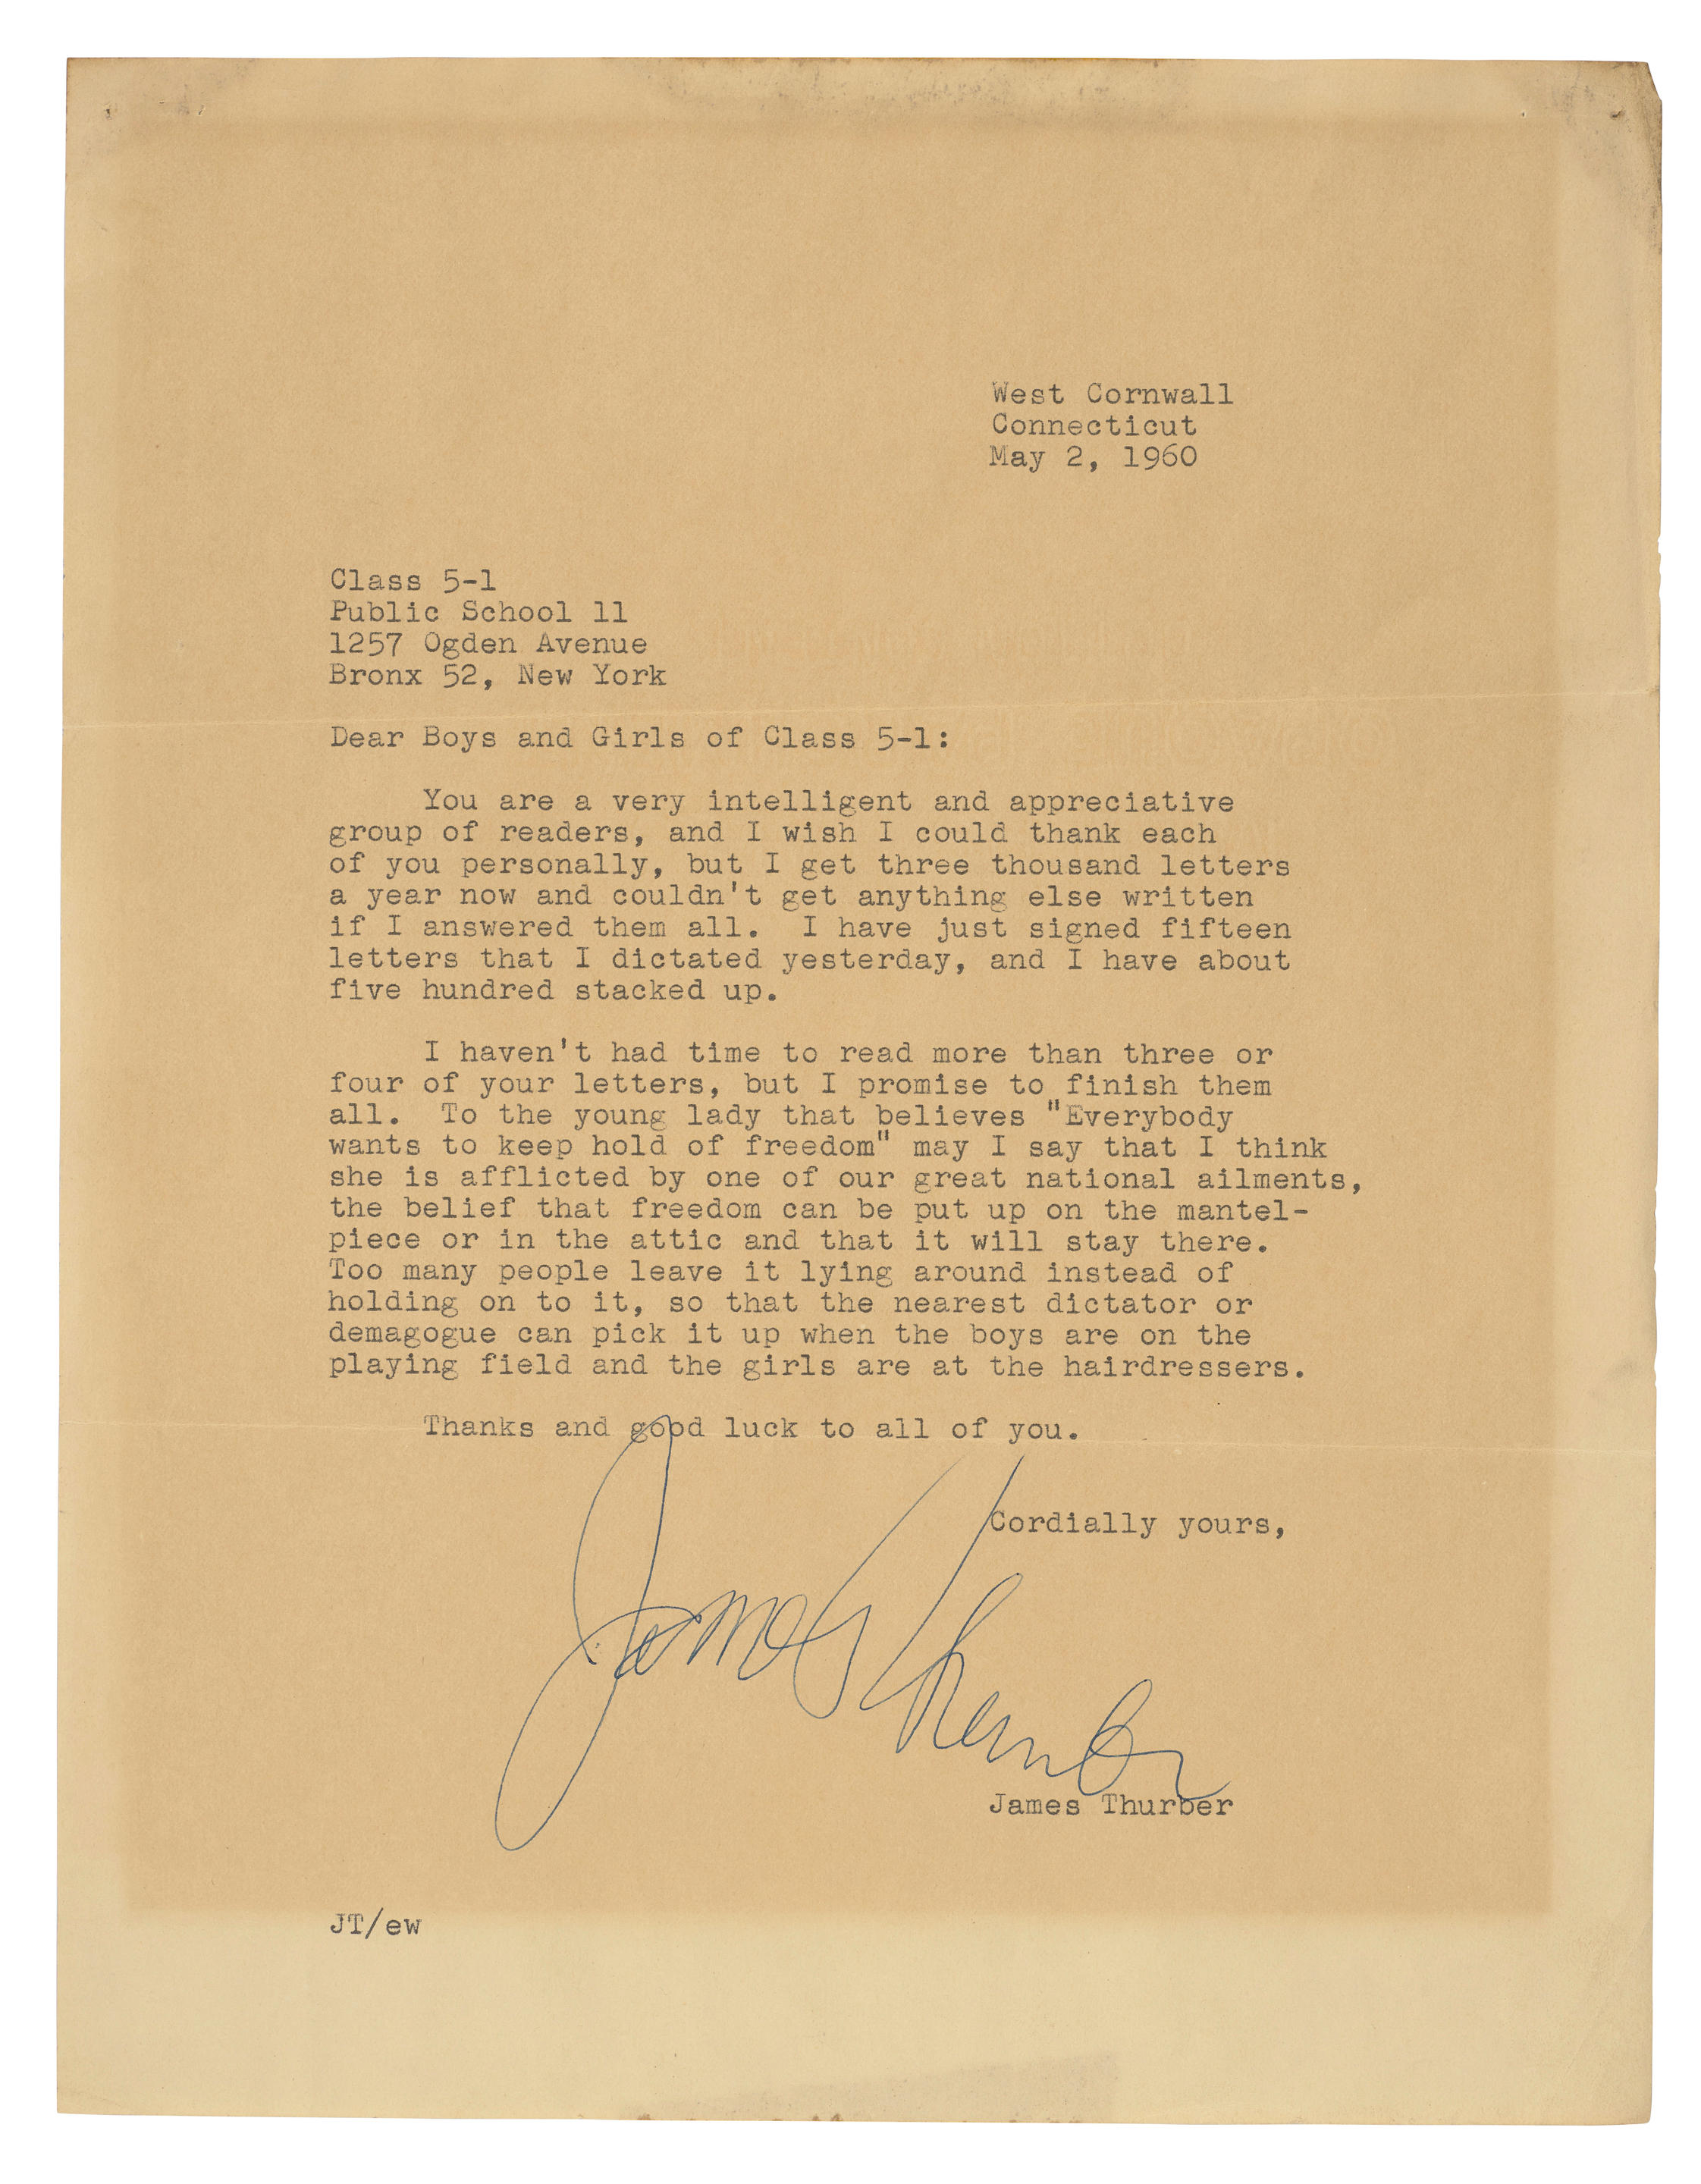 West Cornwall
Connecticut
May 2, 1960
Class 5-1
Public School 11
1257 Ogden Avenue
Bronx 52, New York
Dear Boys and Girls of Class 5-1:
You are a very intelligent and appreciative
group of readers, and I wish I could thank each
of you personally, but I get three thousand letters
a year now and couldn't get anything else written
if I answered them all.  I have just signed fifteen
letters that I dictated yesterday, and I have about
five hundred stacked up.
I haven't had time to read more than three or
four of your letters, but I promise to finish them
all.  To the young lady that believes "Everybody
wants to keep hold of freedom" may I say that I think
she is afflicted by one of our great national ailments,
the belief that freedom can be put up on the mantel-
piece or in the attic and that it will stay there.
Too many people leave it lying around instead of
holding on to it, so that the nearest dictator or
demagogue can pick it up when the boys are on the
playing field and the girls are at the hairdressers.
Thanks and good luck to all of you.
Cordially yours,
James Thurber
James Thurber
JT/ew